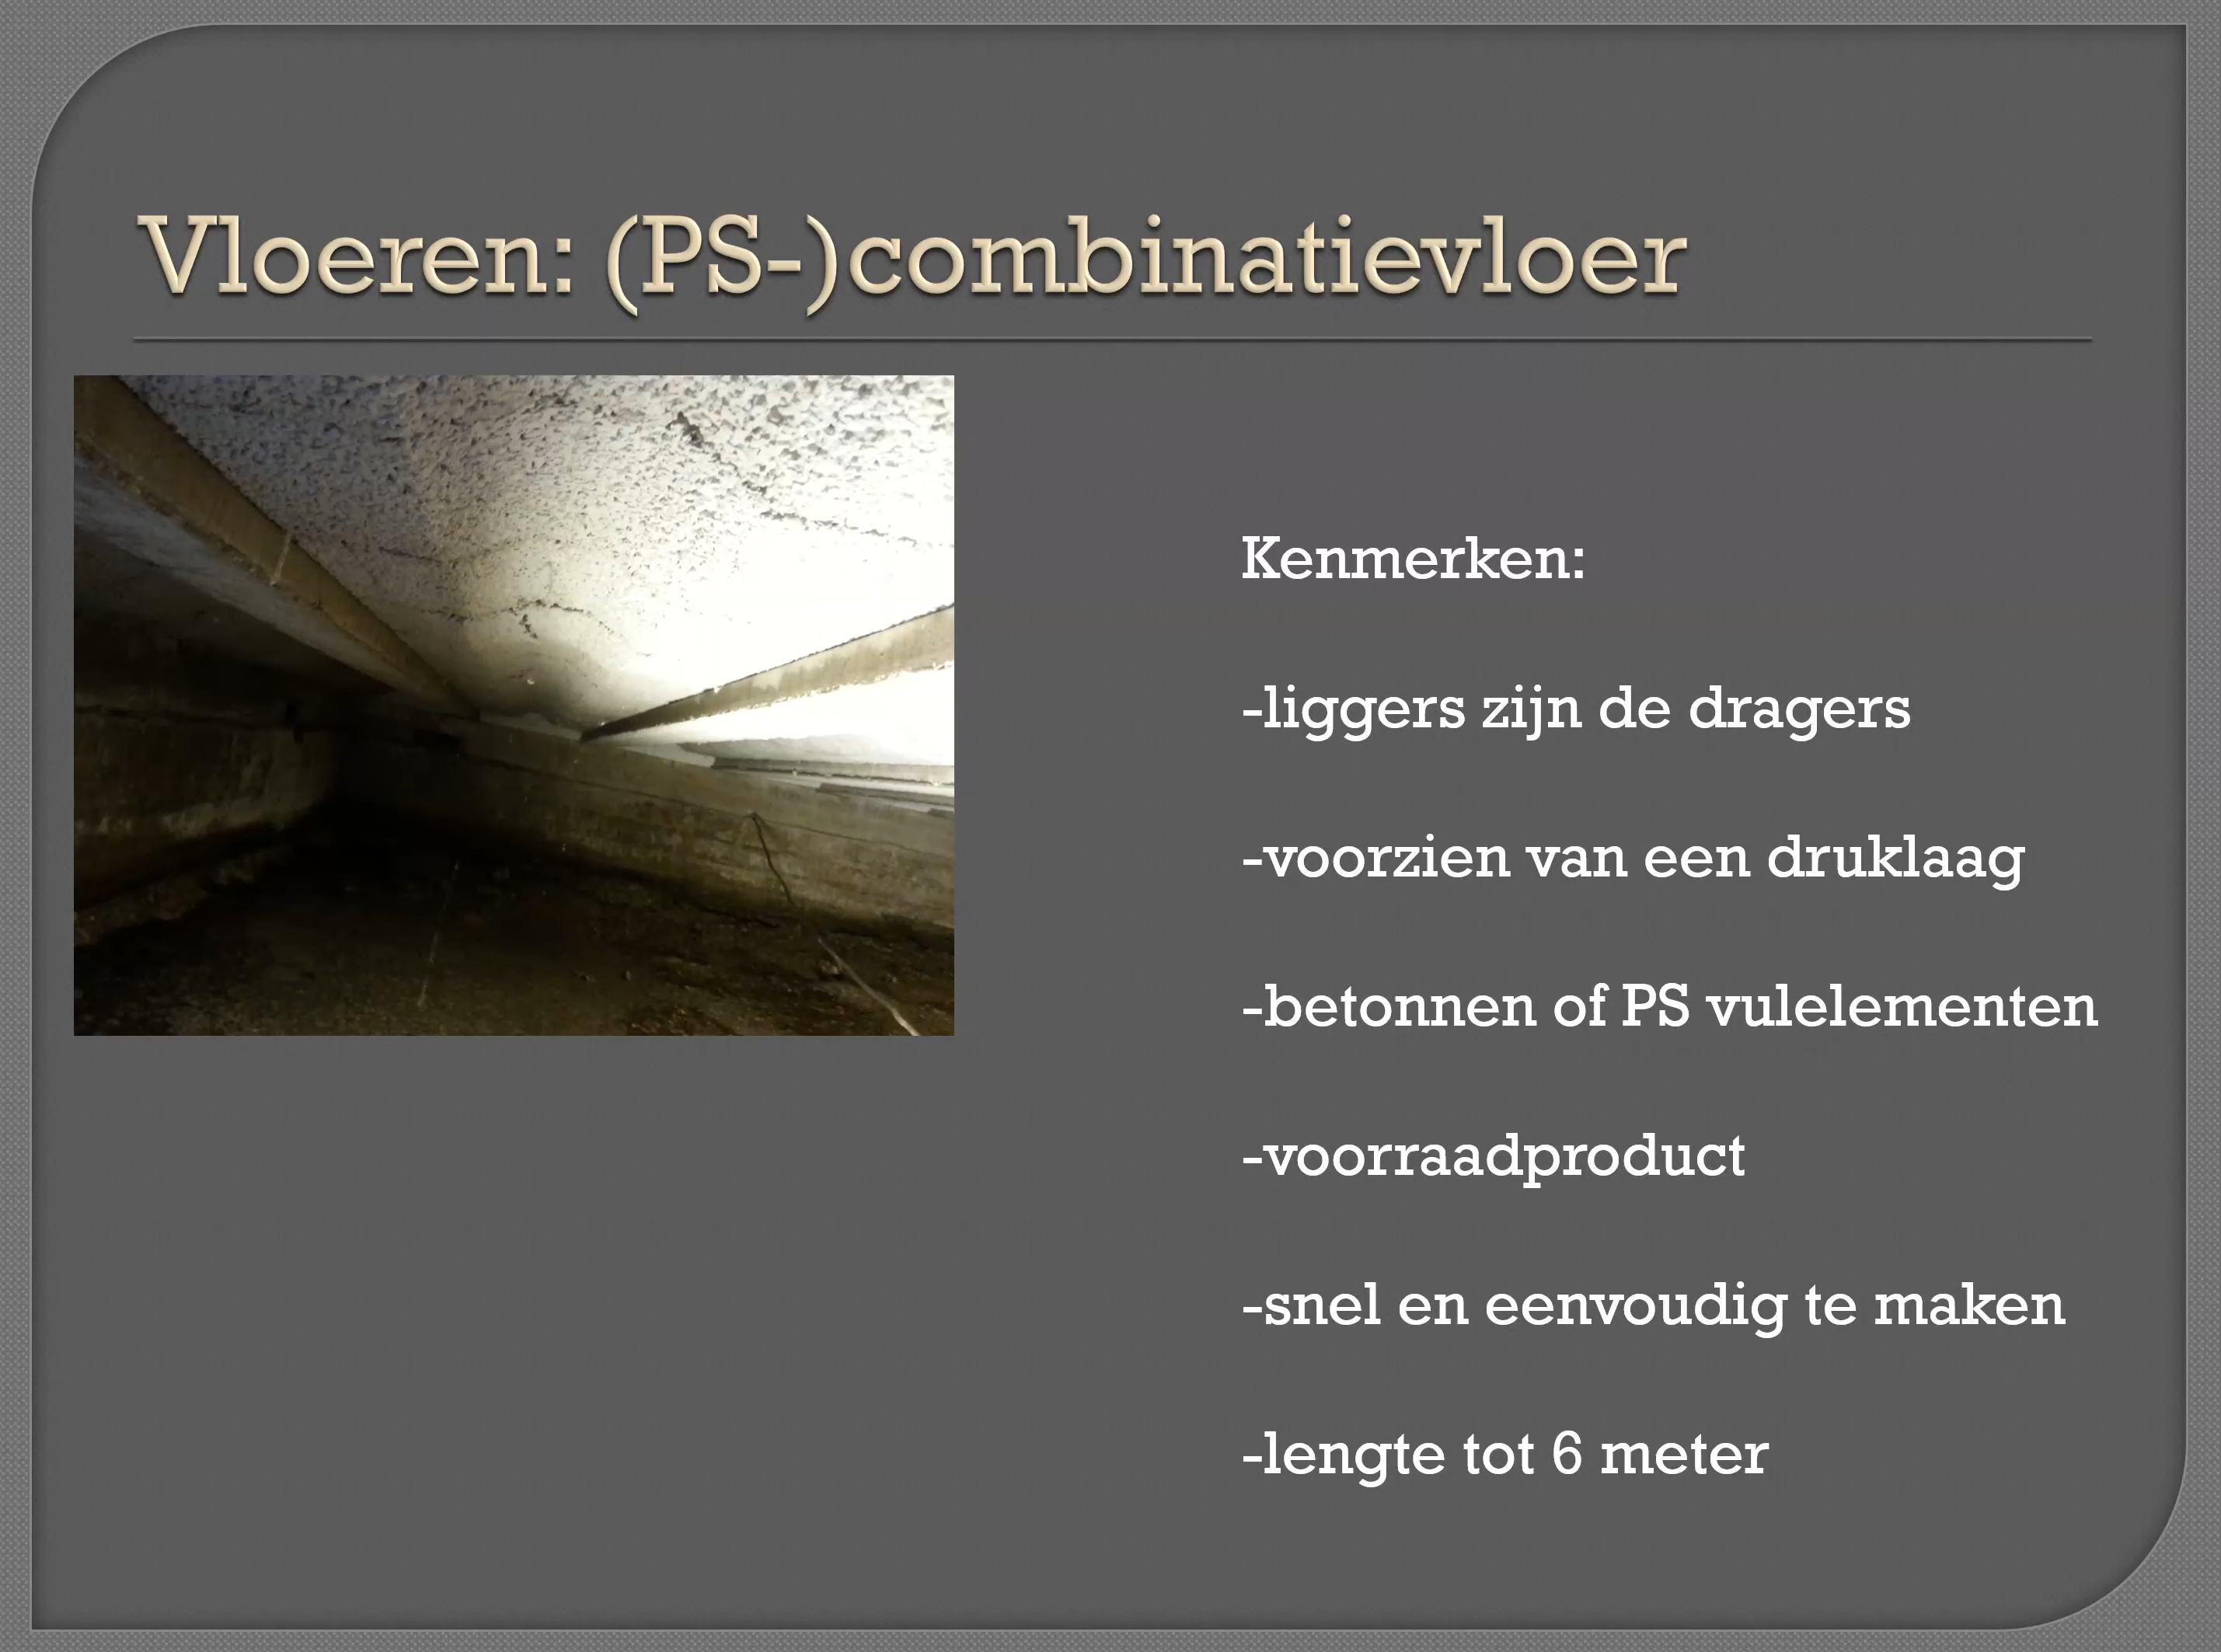 Vloeren: (PS-)combinatievloer
Kenmerken:
-liggers zijn de dragers
-voorzien van een druklaag
-betonnen of PS vulelementen
-voorraadproduct
-snel en eenvoudig te maken
-lengte tot 6 meter